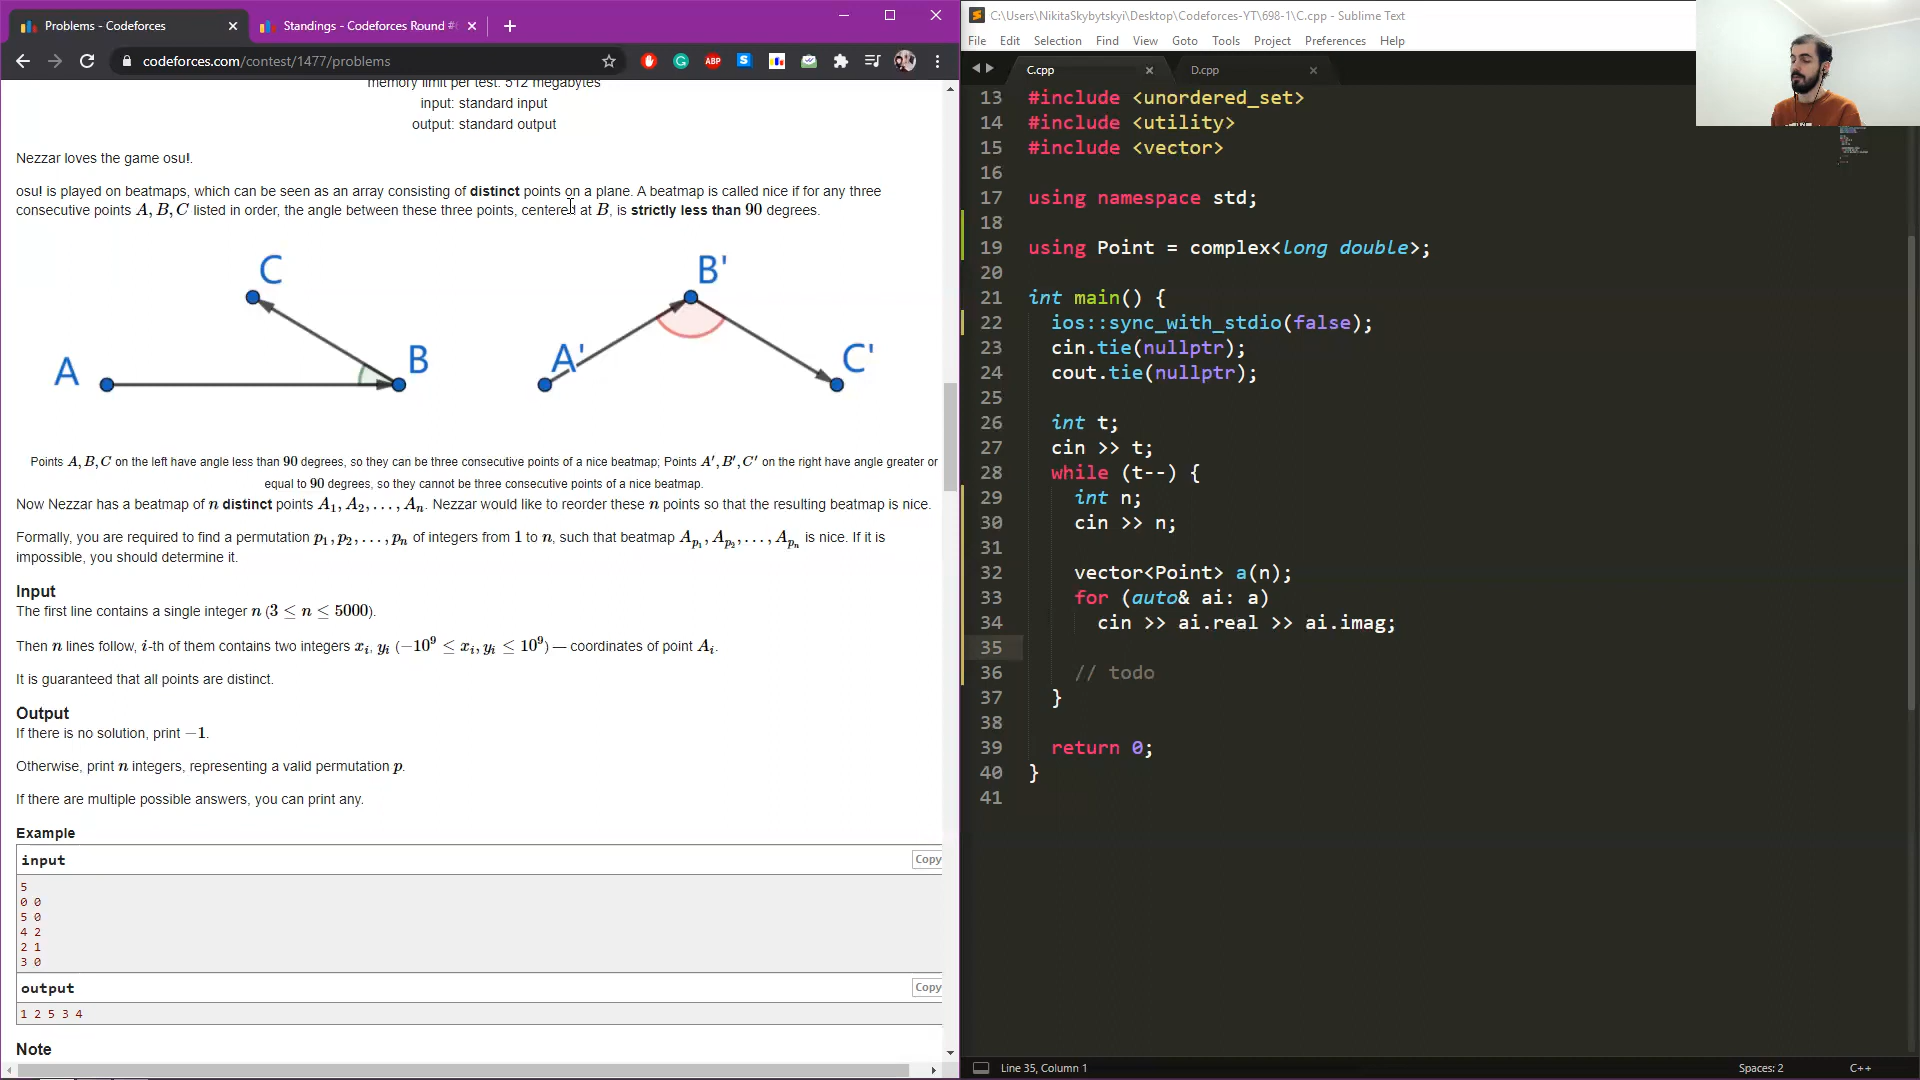 Problems - Codeforces
Standings - Codeforces Round #
codeforces.com/contest/1477/problems
memory limit per test: 512 megabytes
input: standard input
output: standard output
Nezzar loves the game osu!.
osu! is played on beatmaps, which can be seen as an array consisting of distinct points on a plane. A beatmap is called nice if for any three
consecutive points A, B, C listed in order, the angle between these three points, centered at B, is strictly less than 90 degrees.
C
A
B
B'
A'
C'
Points A, B, C on the left have angle less than 90 degrees, so they can be three consecutive points of a nice beatmap; Points A', B', C' on the right have angle greater or
equal to 90 degrees, so they cannot be three consecutive points of a nice beatmap.
Now Nezzar has a beatmap of n distinct points A1, A2, ..., An. Nezzar would like to reorder these n points so that the resulting beatmap is nice.
Formally, you are required to find a permutation p1, p2, ..., pn of integers from 1 to n, such that beatmap Ap1, Ap2, ..., Apn is nice. If it is
impossible, you should determine it.
Input
The first line contains a single integer n (3 ≤ n ≤ 5000).
Then n lines follow, i-th of them contains two integers xi, yi (−10^9 ≤ xi, yi ≤ 10^9) — coordinates of point Ai.
It is guaranteed that all points are distinct.
Output
If there is no solution, print −1.
Otherwise, print n integers, representing a valid permutation p.
If there are multiple possible answers, you can print any.
Example
input
Copy
5
0 0
5 0
4 2
2 1
3 0
output
Copy
1 2 5 3 4
Note
C:\Users\NikitaSkybytskyi\Desktop\Codeforces-YT\698-1\C.cpp - Sublime Text
File Edit Selection Find View Goto Tools Project Preferences Help
C.cpp
D.cpp
13 #include <unordered_set>
14 #include <utility>
15 #include <vector>
16
17 using namespace std;
18
19 using Point = complex<long double>;
20
21 int main() {
22 ios::sync_with_stdio(false);
23 cin.tie(nullptr);
24 cout.tie(nullptr);
25
26 int t;
27 cin >> t;
28 while (t--) {
29 int n;
30 cin >> n;
31
32 vector<Point> a(n);
33 for (auto& ai: a)
34 cin >> ai.real >> ai.imag;
35
36 // todo
37 }
38
39 return 0;
40 }
41
Line 35, Column 1
Spaces: 2
C++